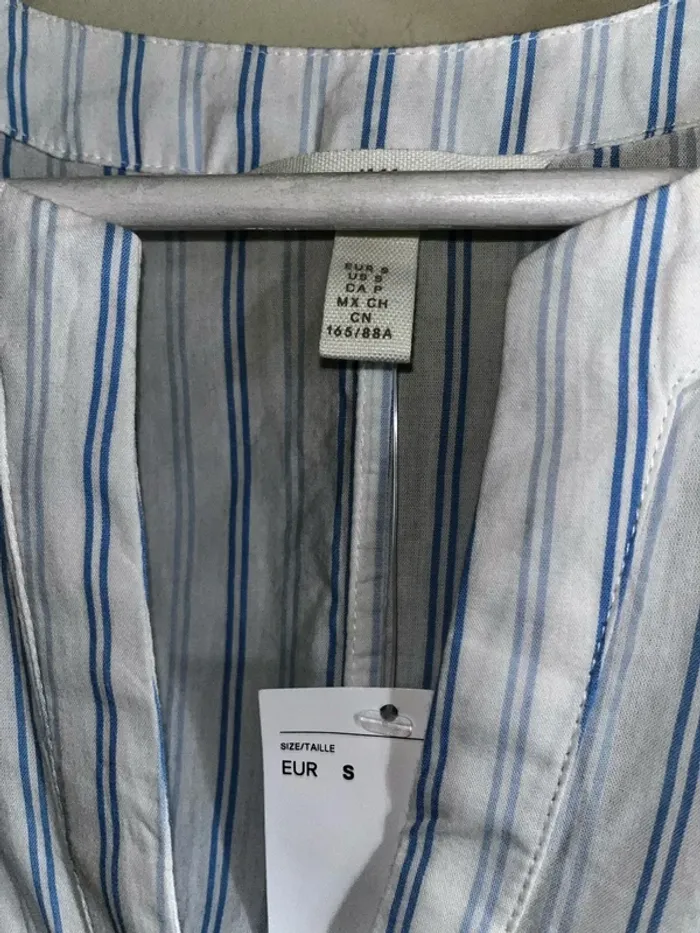 EUR S
US S
CA P
MX CH
CN
165/88A
SIZE/TAILLE
EUR S